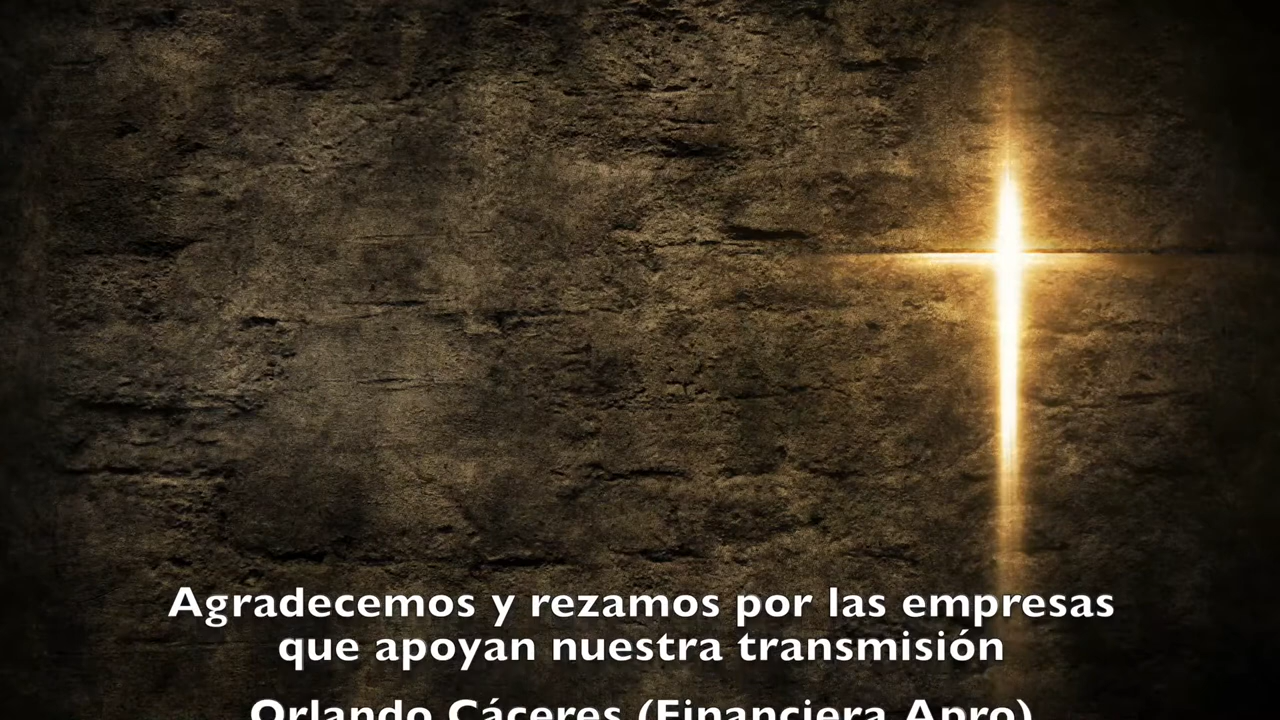 Agradecemos y rezamos por las empresas
que apoyan nuestra transmisión
Orlando Cáceres (Financiera Apro)